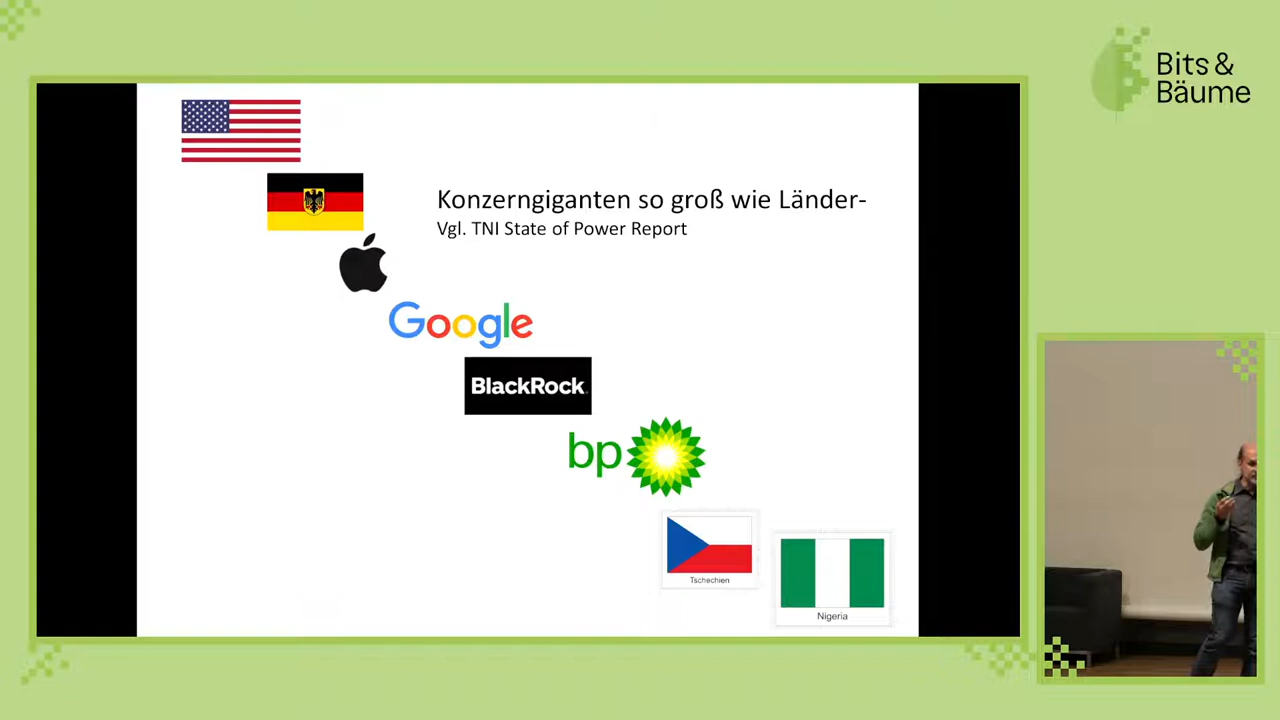 Bits &
Bäume
Konzerngiganten so groß wie Länder-
Vgl. TNI State of Power Report
Google
BlackRock
bp
Tschechien
Nigeria